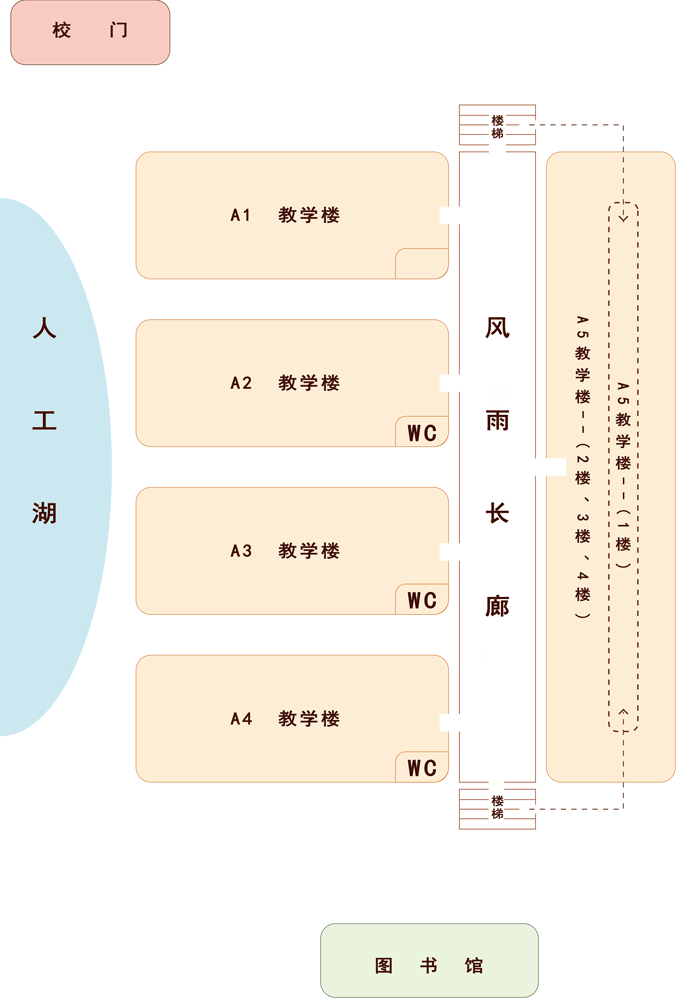 校 门
楼梯
A1 教学楼
A2 教学楼
WC
A3 教学楼
WC
A4 教学楼
WC
人工湖
风雨长廊
A5教学楼--(2楼、3楼、4楼)
A5教学楼--(1楼)
楼梯
图 书 馆